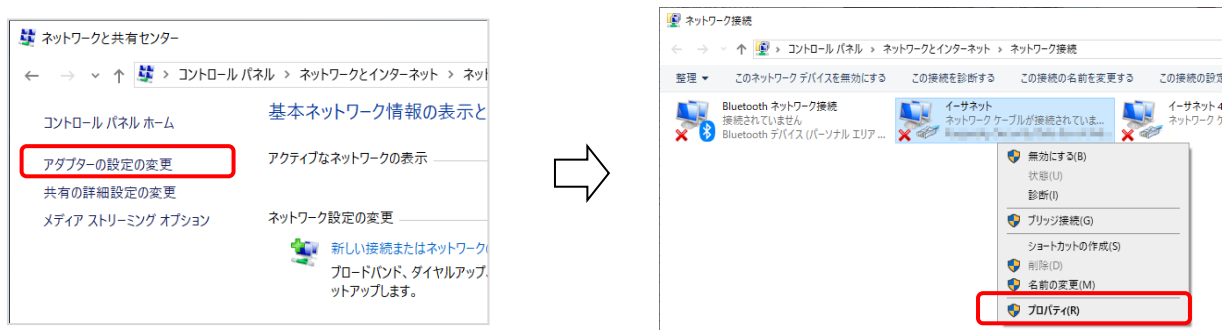 ネットワークと共有センター
コントロール パネル › ネットワークとインターネット ›
コントロール パネル ホーム
アダプターの設定の変更
共有の詳細設定の変更
メディア ストリーミング オプション
基本ネットワーク情報の表示と
アクティブなネットワークの表示
ネットワーク設定の変更
新しい接続またはネットワーク
ブロードバンド、ダイヤルアップ、
ットアップします。
ネットワーク接続
› コントロール パネル › ネットワークとインターネット › ネットワーク接続
整理 このネットワーク デバイスを無効にする この接続を診断する この接続の名前を変更する この接続の設定
Bluetooth ネットワーク接続
接続されていません
Bluetooth デバイス (パーソナル エリア ...
イーサネット
ネットワーク ケーブルが接続されていま...
イーサネット 4
ネットワーク
無効にする(B)
状態(U)
診断(I)
ブリッジ接続(G)
ショートカットの作成(S)
削除(D)
名前の変更(M)
プロパティ(R)